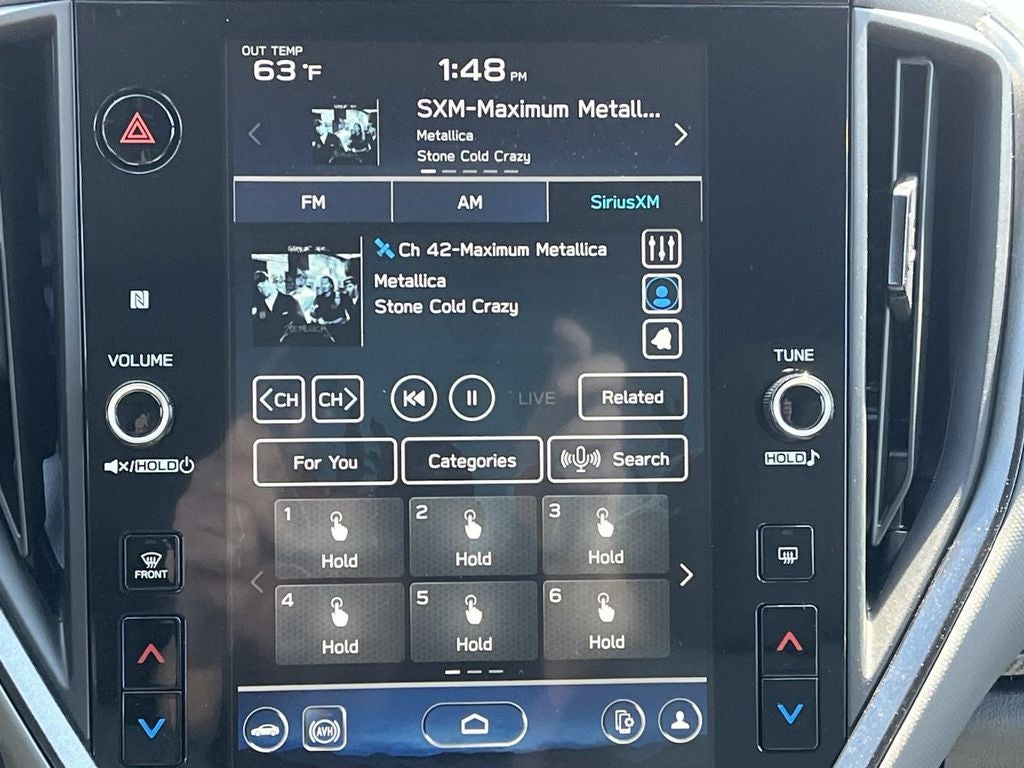 OUT TEMP
63 °F
1:48 PM
SXM-Maximum Metall...
Metallica
Stone Cold Crazy
FM
AM
SiriusXM
Ch 42-Maximum Metallica
Metallica
Stone Cold Crazy
VOLUME
TUNE
<CH
CH>
LIVE
Related
HOLD
HOLD
For You
Categories
Search
1
Hold
2
Hold
3
Hold
FRONT
4
Hold
5
Hold
6
Hold
AVH